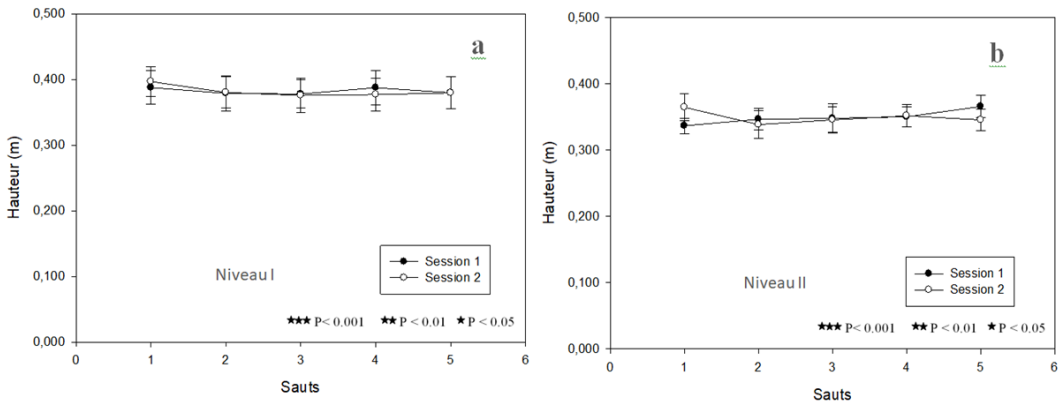 0,500
0,400
0,300
0,200
0,100
0,000
Hauteur (m)
a
Niveau I
Session 1
Session 2
★★★ P< 0.001 ★★ P < 0.01 ★ P < 0.05
0 1 2 3 4 5 6
Sauts
0,500
0,400
0,300
0,200
0,100
0,000
Hauteur (m)
b
Niveau II
Session 1
Session 2
★★★ P < 0.001 ★★ P < 0.01 ★ P < 0.05
0 1 2 3 4 5 6
Sauts